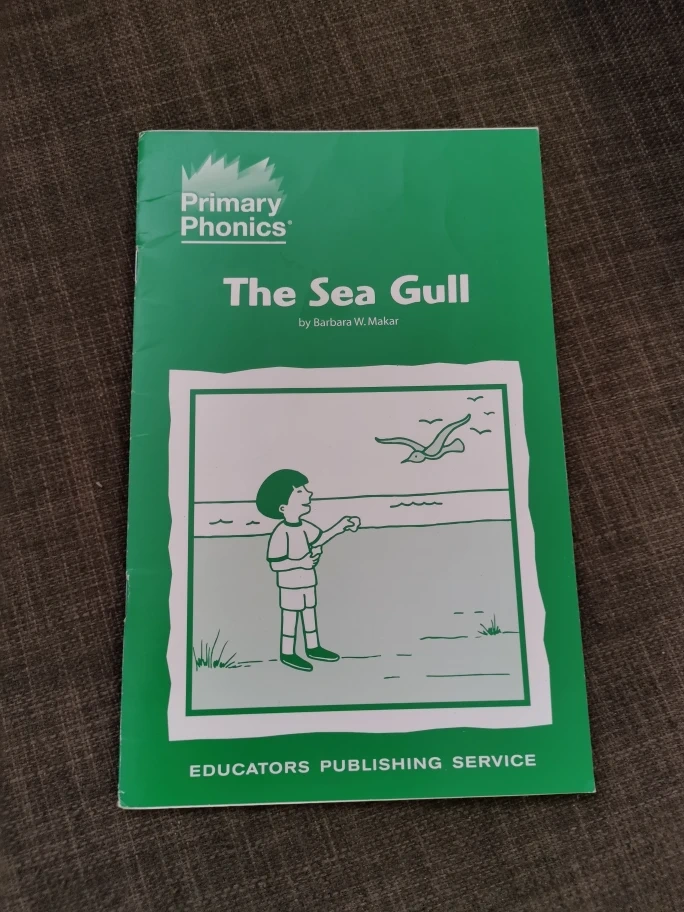 Primary
Phonics®
The Sea Gull
by Barbara W. Makar
EDUCATORS PUBLISHING SERVICE